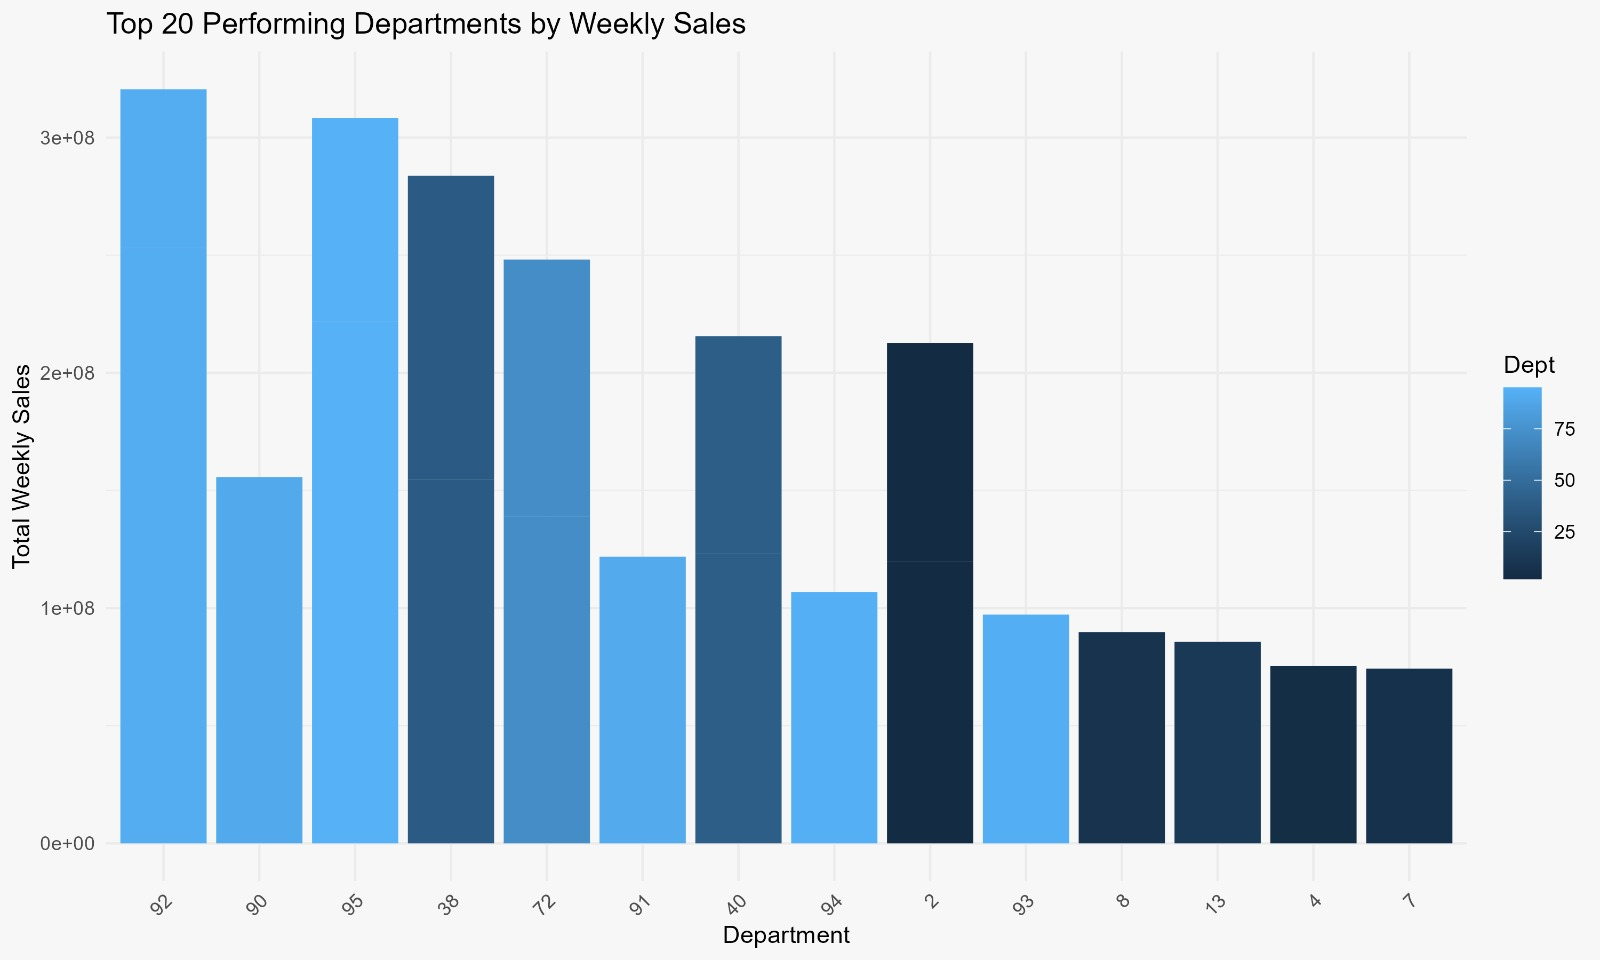 Top 20 Performing Departments by Weekly Sales
Total Weekly Sales
3e+08
2e+08
1e+08
0e+00
92 90 95 38 72 91 40 94 2 93 8 13 4 7
Department
Dept
75
50
25